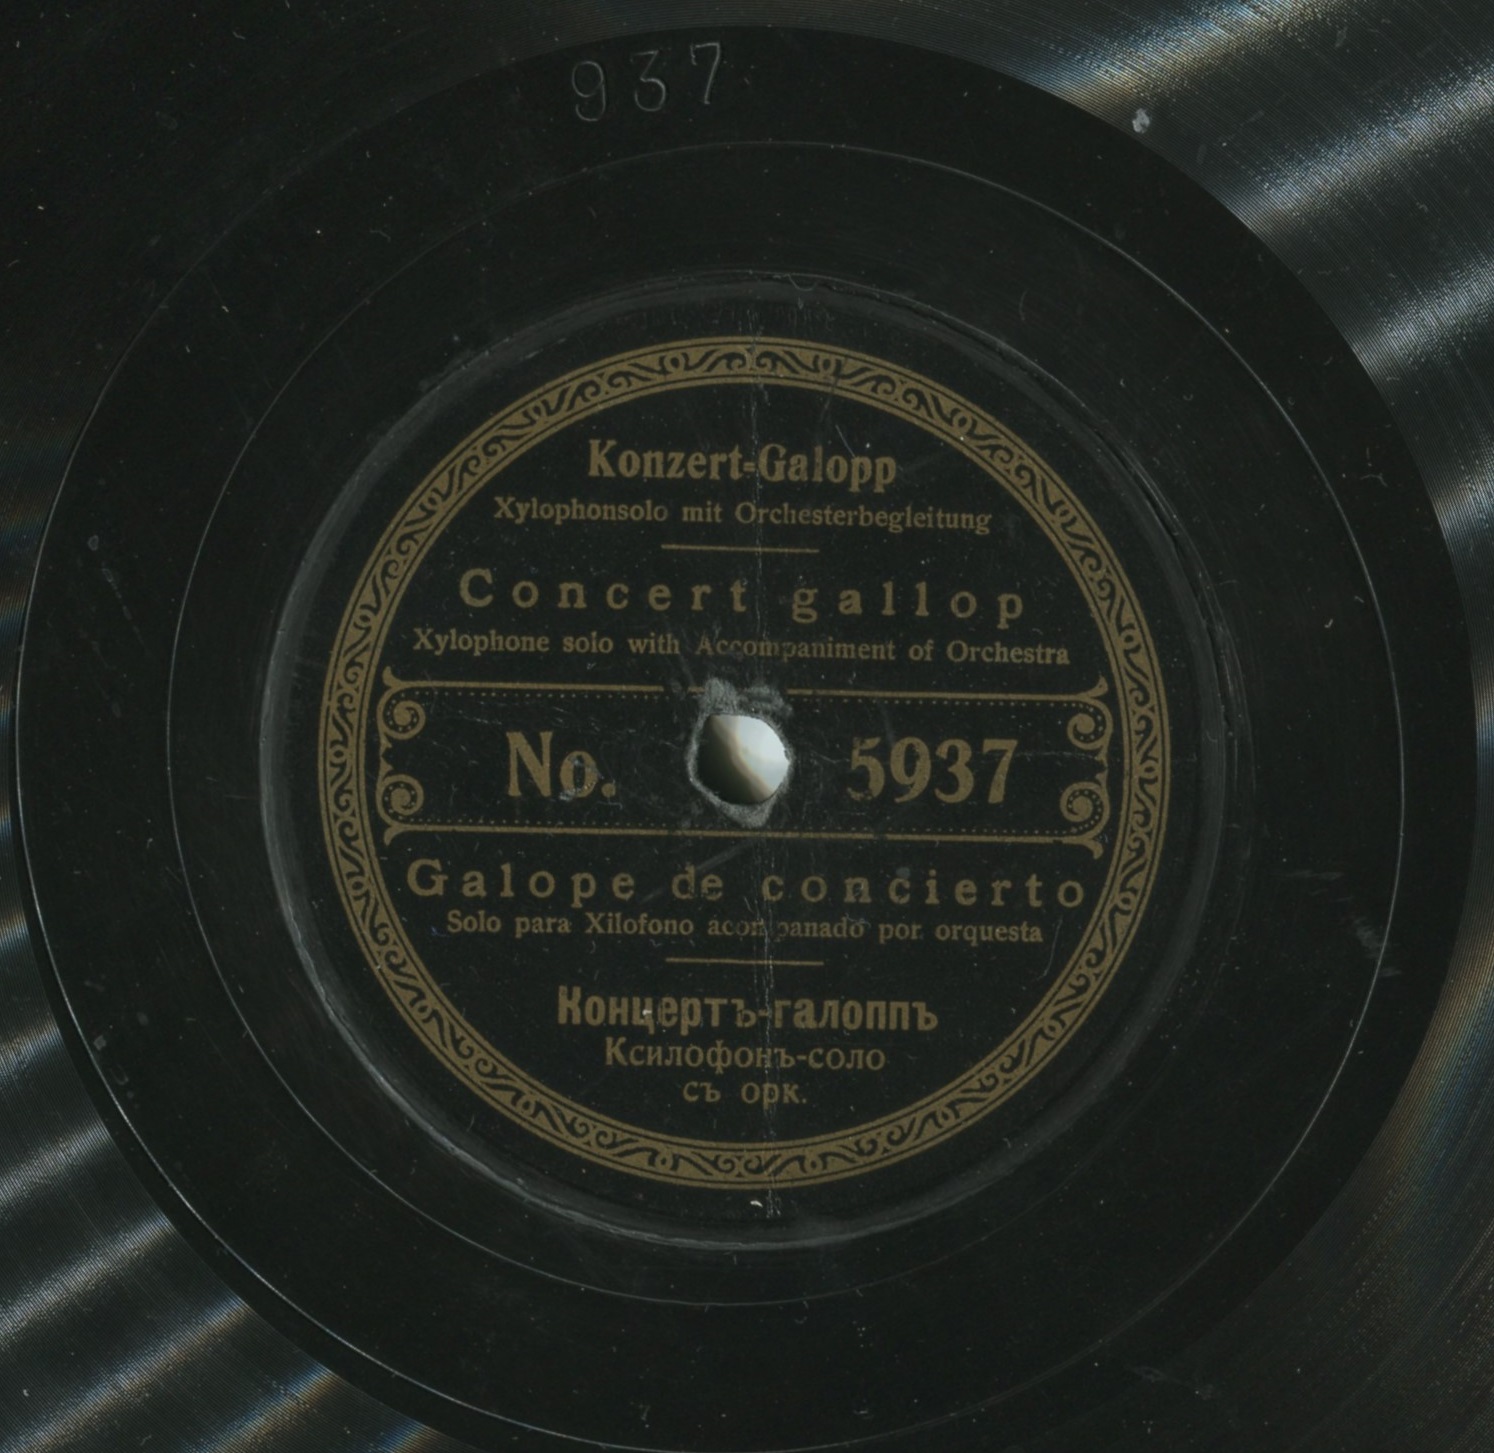 937
Konzert=Galopp
Xylophonsolo mit Orchesterbegleitung
Concert gallop
Xylophone solo with Accompaniment of Orchestra
No. 5937
Galope de concierto
Solo para Xilofono acompanado por orquesta
Концертъ-галоппъ
Ксилофонъ-соло
съ орк.